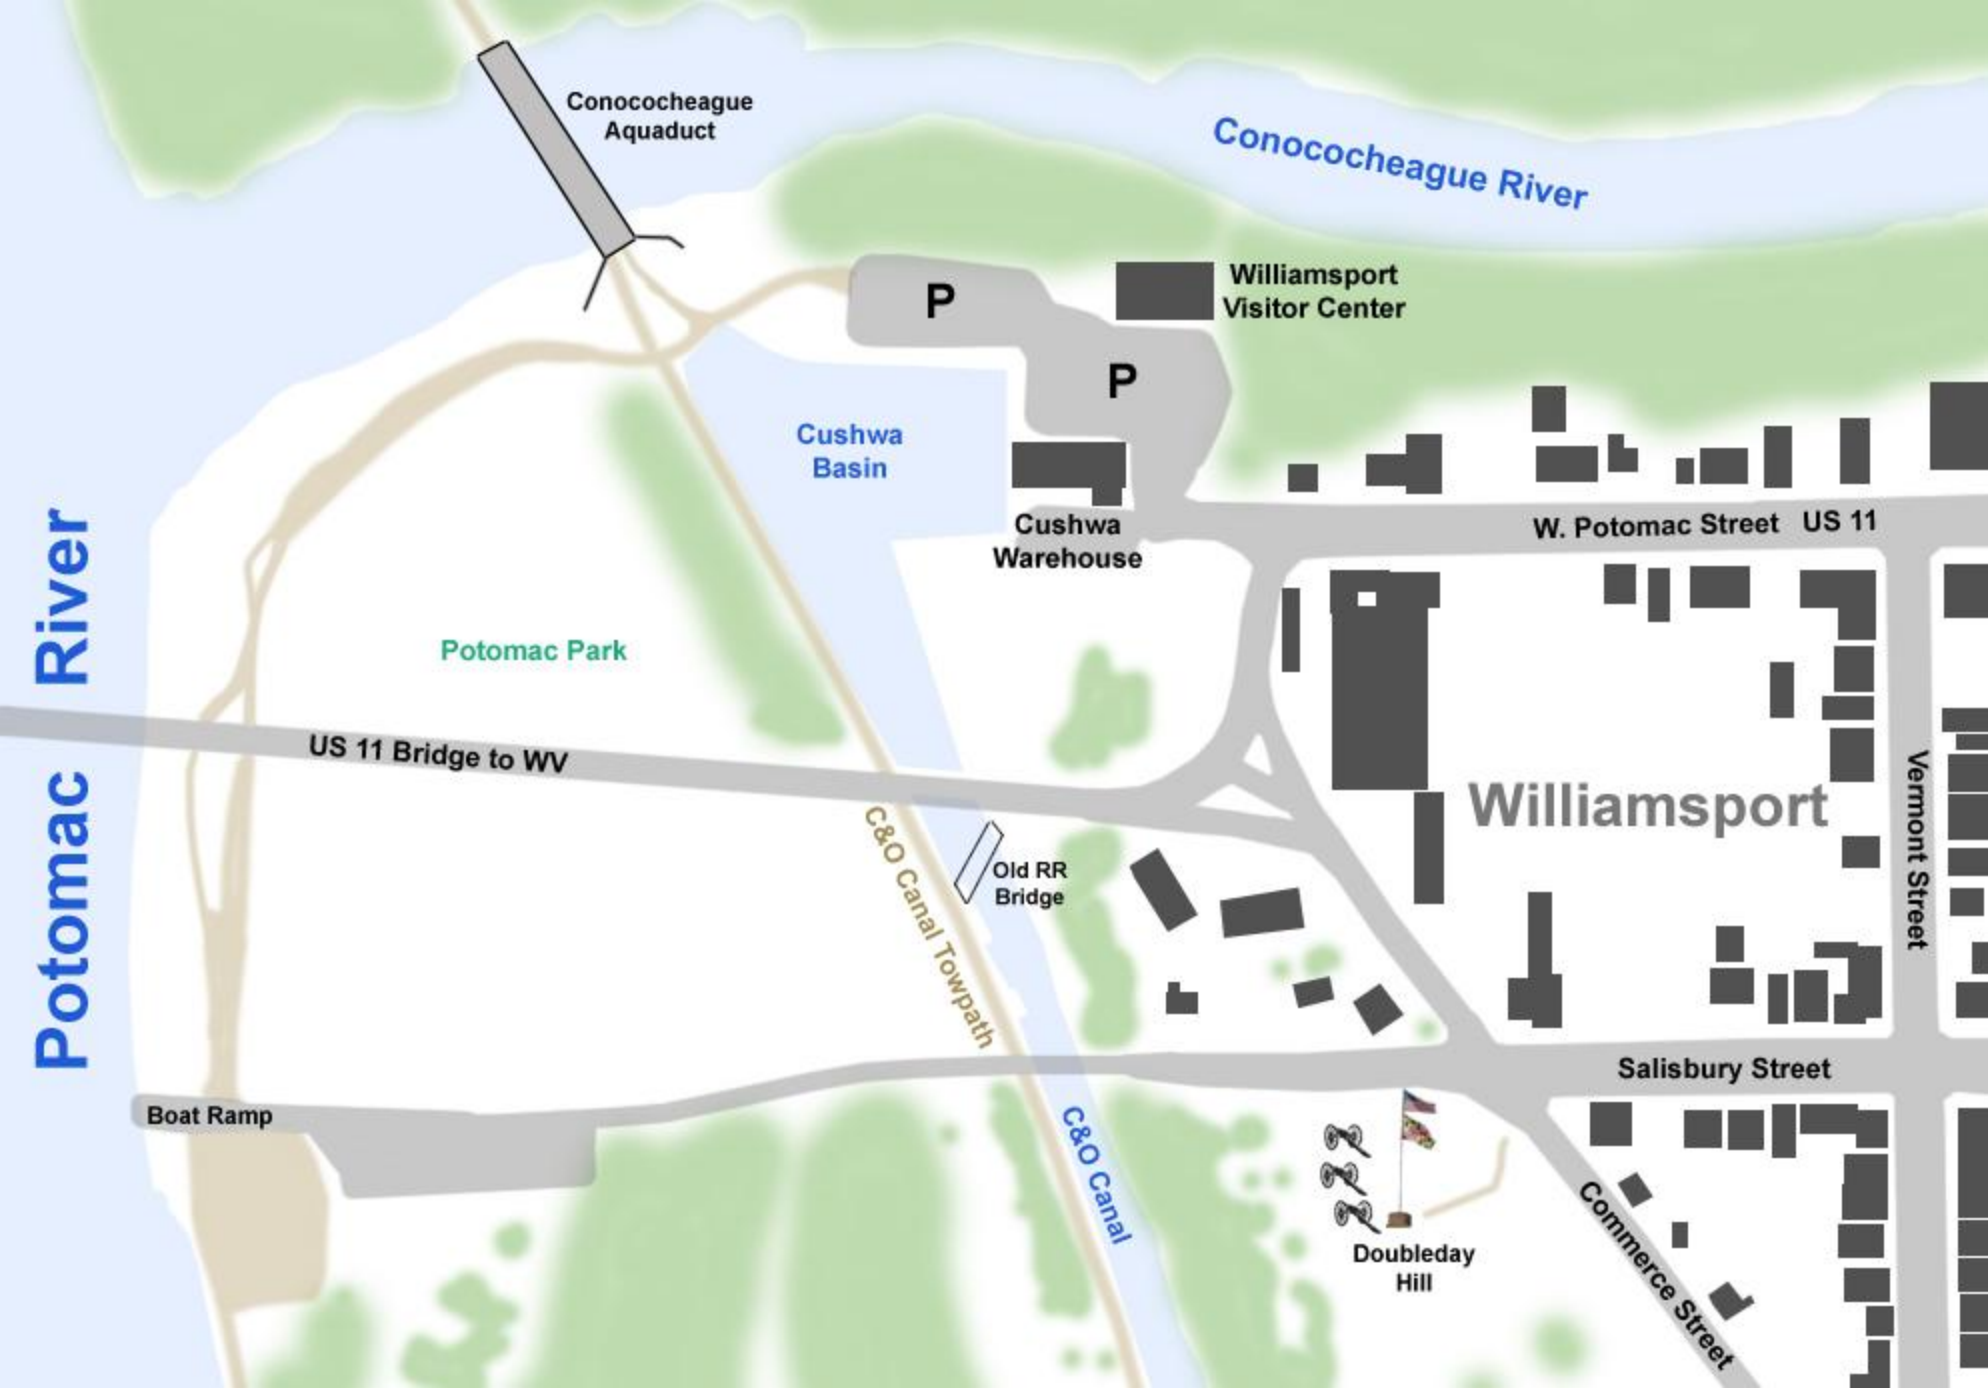 Conococheague
Aquaduct
Conococheague River
P
Williamsport
Visitor Center
P
Cushwa
Basin
Cushwa
Warehouse
W. Potomac Street US 11
Potomac River
Potomac Park
US 11 Bridge to WV
Williamsport
Vermont Street
C&O Canal Towpath
Old RR
Bridge
Salisbury Street
Boat Ramp
C&O Canal
Doubleday
Hill
Commerce Street